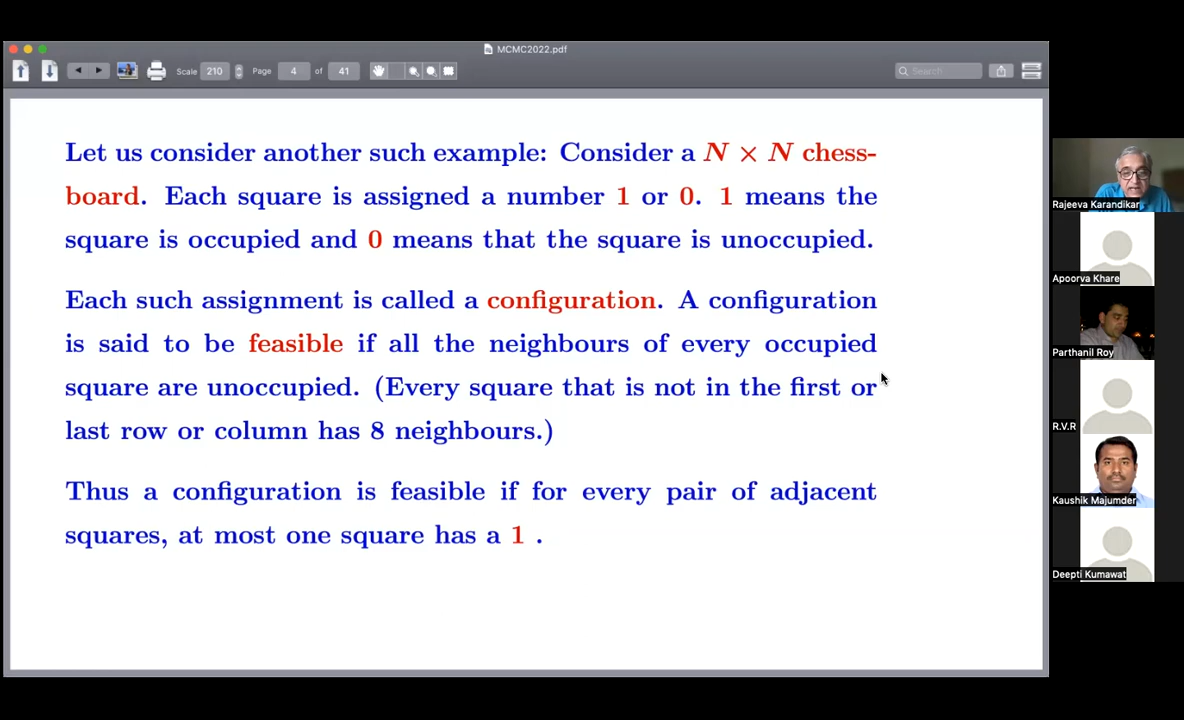 MCMC2022.pdf
Scale 210 Page 4 of 41 Search
Let us consider another such example: Consider a N × N chess-
board. Each square is assigned a number 1 or 0. 1 means the
square is occupied and 0 means that the square is unoccupied.
Each such assignment is called a configuration. A configuration
is said to be feasible if all the neighbours of every occupied
square are unoccupied. (Every square that is not in the first or
last row or column has 8 neighbours.)
Thus a configuration is feasible if for every pair of adjacent
squares, at most one square has a 1 .
Rajeeva Karandikar
Apoorva Khare
Parthanil Roy
R.V.R
Kaushik Majumder
Deepti Kumawat